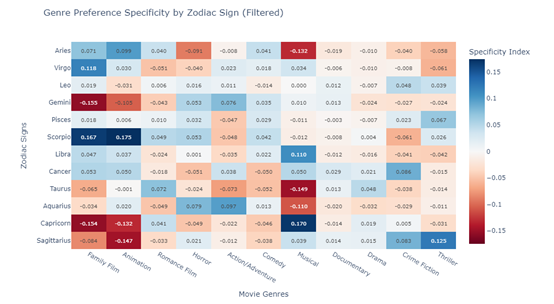 Genre Preference Specificity by Zodiac Sign (Filtered)
Specificity Index
Aries 0.071 0.099 0.040 −0.091 −0.008 0.041 −0.132 −0.019 −0.010 −0.040 −0.058
Virgo 0.118 0.030 −0.051 −0.040 0.023 0.018 0.034 −0.006 −0.010 −0.008 −0.061
Leo 0.019 −0.031 0.006 0.016 0.011 −0.014 0.000 0.012 −0.007 0.048 0.039
Gemini −0.155 −0.105 −0.043 0.053 0.076 0.035 0.010 0.013 −0.024 −0.027 −0.024
Pisces 0.018 0.006 0.010 0.032 −0.047 0.029 −0.011 −0.003 −0.007 0.023 0.067
Scorpio 0.167 0.175 0.049 0.053 −0.048 0.042 −0.012 −0.008 0.004 −0.061 0.026
Libra 0.047 0.037 −0.024 0.001 −0.035 0.022 0.110 −0.012 −0.016 −0.041 −0.042
Cancer 0.053 0.050 −0.018 −0.051 0.038 −0.050 0.050 0.029 0.021 0.086 −0.015
Taurus −0.065 −0.001 0.072 −0.024 −0.073 −0.052 −0.149 0.013 0.048 −0.038 −0.014
Aquarius −0.034 0.020 −0.049 0.079 0.097 0.013 −0.110 −0.020 −0.032 −0.029 −0.011
Capricorn −0.154 −0.132 0.041 −0.049 −0.022 −0.046 0.170 −0.014 0.019 0.005 −0.031
Sagittarius −0.084 −0.147 −0.033 0.021 −0.012 −0.038 0.039 0.014 0.015 0.083 0.125
Zodiac Signs
Family Film
Animation
Romance Film
Horror
Action/Adventure
Comedy
Musical
Documentary
Drama
Crime Fiction
Thriller
Movie Genres
0.15
0.1
0.05
0
−0.05
−0.1
−0.15